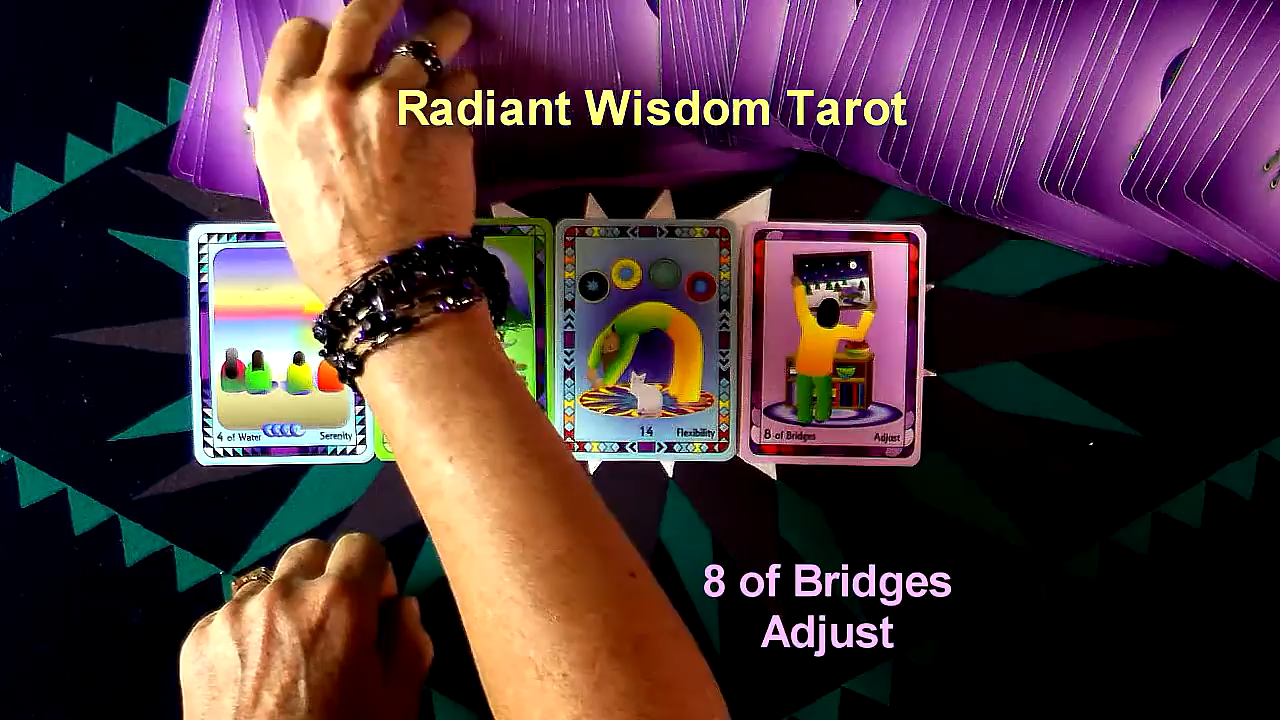 Radiant Wisdom Tarot
4 of Water Serenity
14 Flexibility
8 of Bridges Adjust
8 of Bridges
Adjust